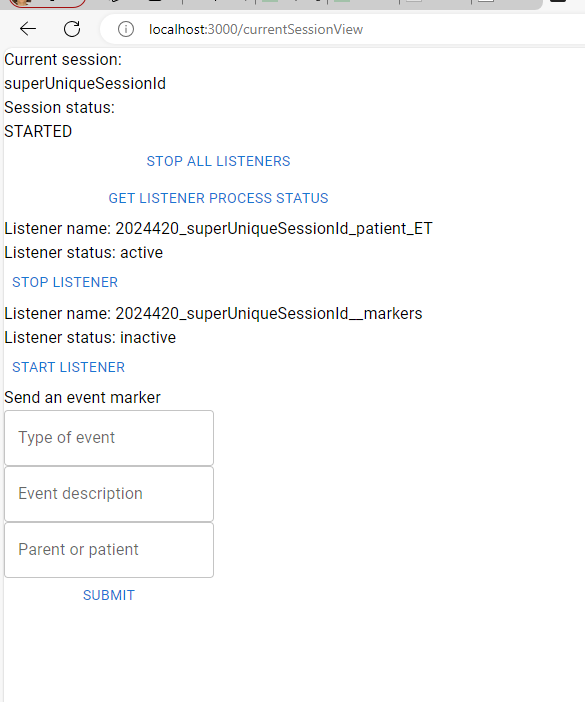 localhost:3000/currentSessionView
Current session:
superUniqueSessionId
Session status:
STARTED
STOP ALL LISTENERS
GET LISTENER PROCESS STATUS
Listener name: 2024420_superUniqueSessionId_patient_ET
Listener status: active
STOP LISTENER
Listener name: 2024420_superUniqueSessionId__markers
Listener status: inactive
START LISTENER
Send an event marker
Type of event
Event description
Parent or patient
SUBMIT